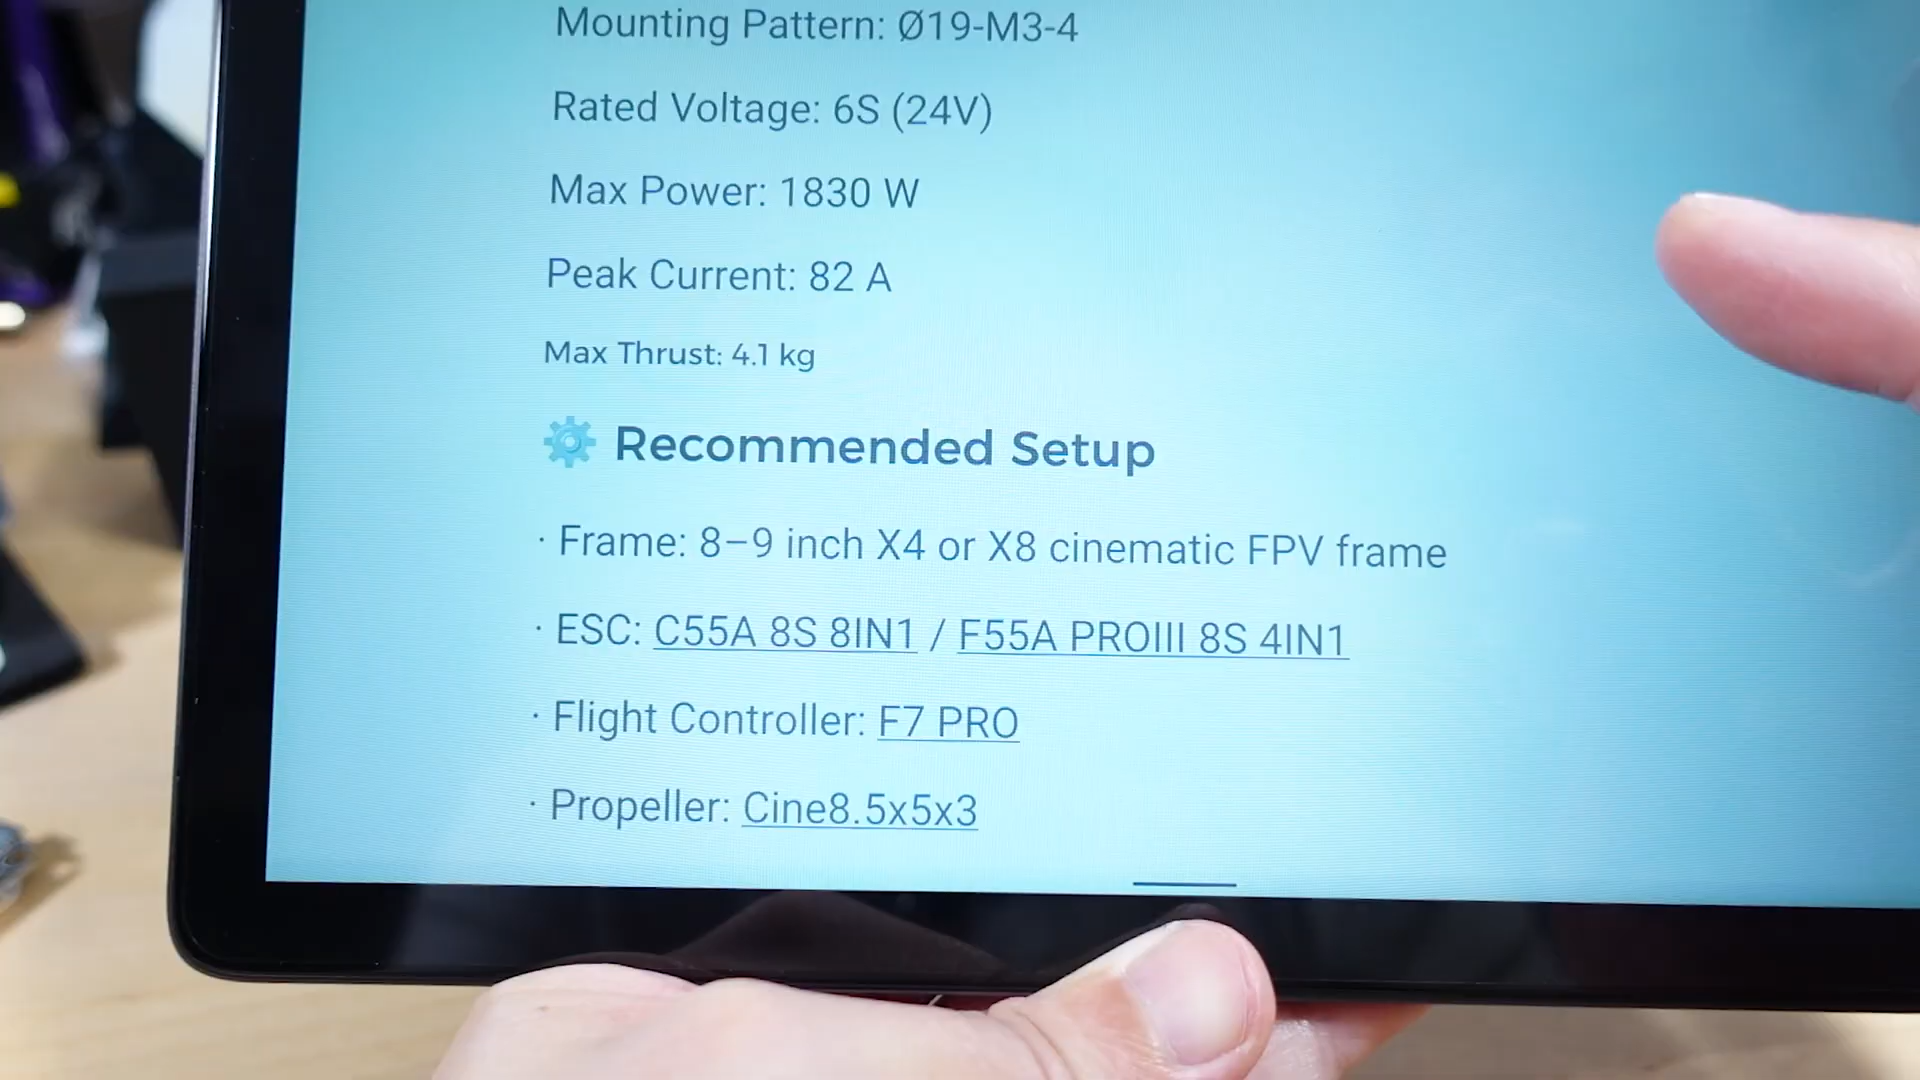 Mounting Pattern: Ø19-M3-4
Rated Voltage: 6S (24V)
Max Power: 1830 W
Peak Current: 82 A
Max Thrust: 4.1 kg
Recommended Setup
· Frame: 8–9 inch X4 or X8 cinematic FPV frame
· ESC: C55A 8S 8IN1 / F55A PROIII 8S 4IN1
· Flight Controller: F7 PRO
· Propeller: Cine8.5x5x3